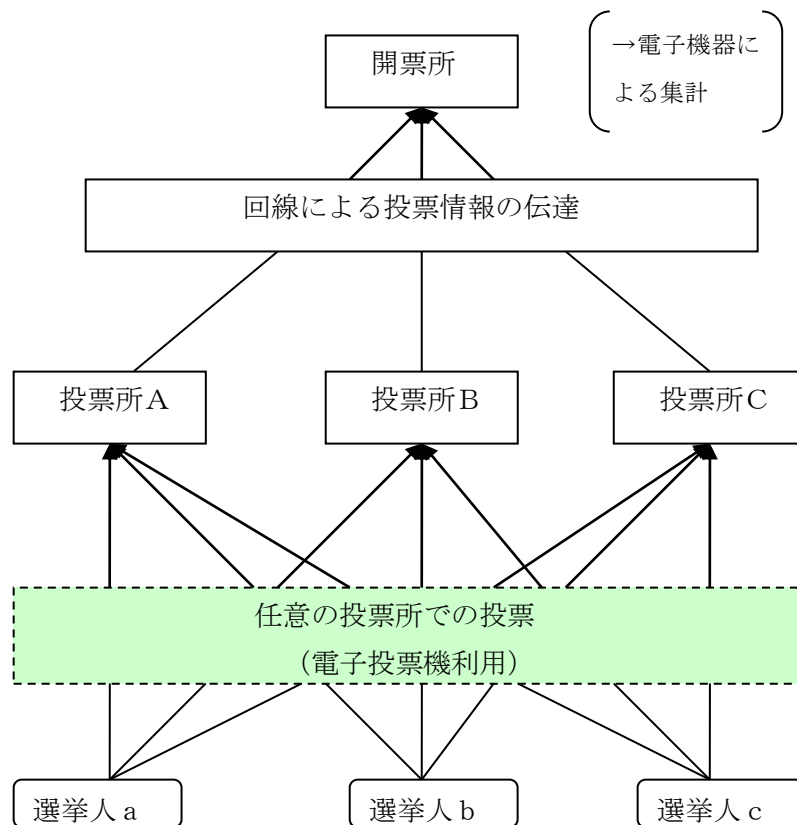 開票所
→電子機器に
よる集計
回線による投票情報の伝達
投票所A
投票所B
投票所C
任意の投票所での投票
（電子投票機利用）
選挙人a
選挙人b
選挙人c